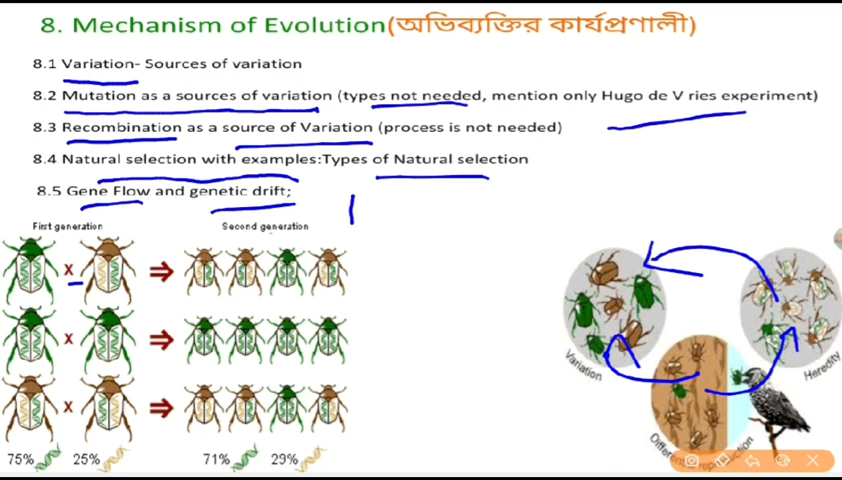 8. Mechanism of Evolution(অভিব্যক্তির কার্যপ্রণালী)
8.1 Variation- Sources of variation
8.2 Mutation as a sources of variation (types not needed, mention only Hugo de V ries experiment)
8.3 Recombination as a source of Variation (process is not needed)
8.4 Natural selection with examples:Types of Natural selection
8.5 Gene Flow and genetic drift;
First generation
Second generation
x
x
x
75%
25%
71%
29%
Variation
Heredity